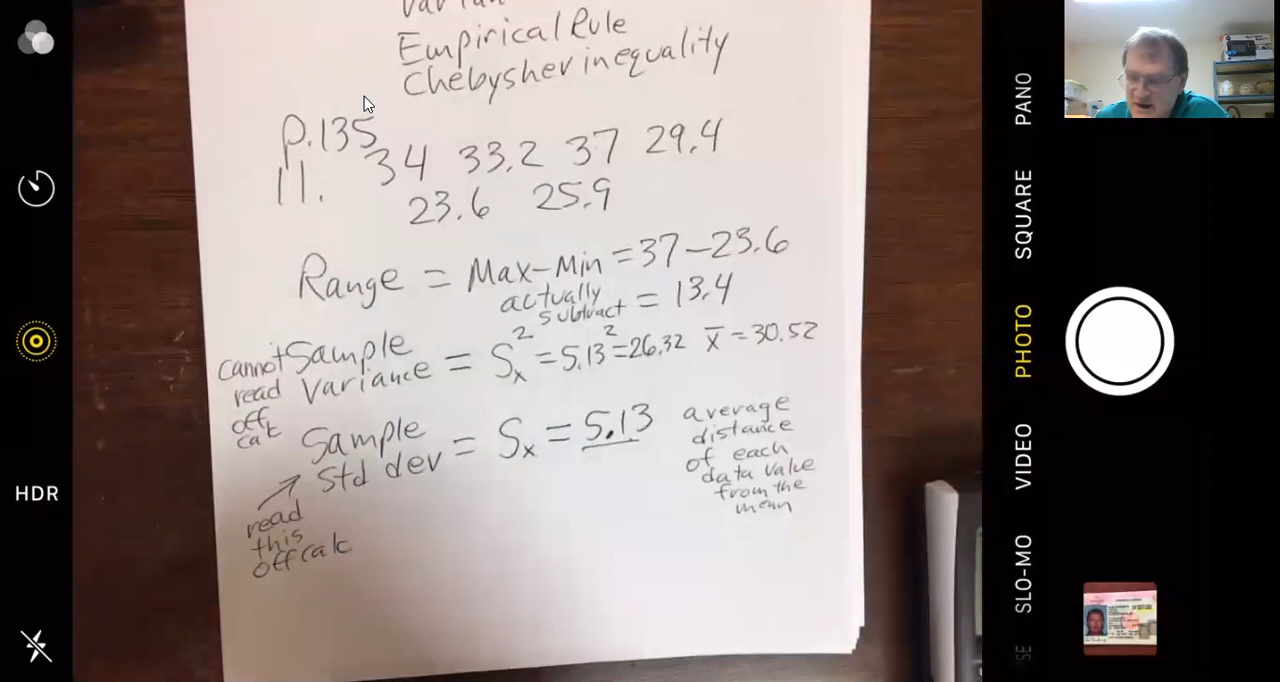 Empirical Rule
Chebyshev inequality
p.135
11. 34 33.2 37 29.4
23.6 25.9
Range = Max-Min = 37-23.6
actually subtract = 13.4
cannot read off calc
Sample Variance = Sx² = 5.13² = 26.32 x̅ = 30.52
Sample Std dev = Sx = 5.13
average
distance
of each
data value
from the
mean
read
this
off calc
HDR
PANO
SQUARE
PHOTO
VIDEO
SLO-MO
SE